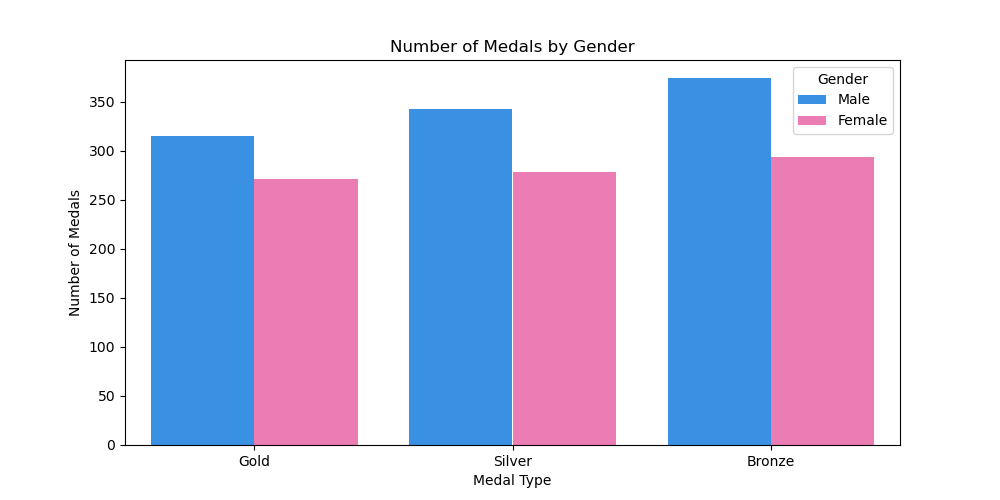 Number of Medals by Gender
Gender
Male
Female
Number of Medals
350
300
250
200
150
100
50
0
Gold Silver Bronze
Medal Type